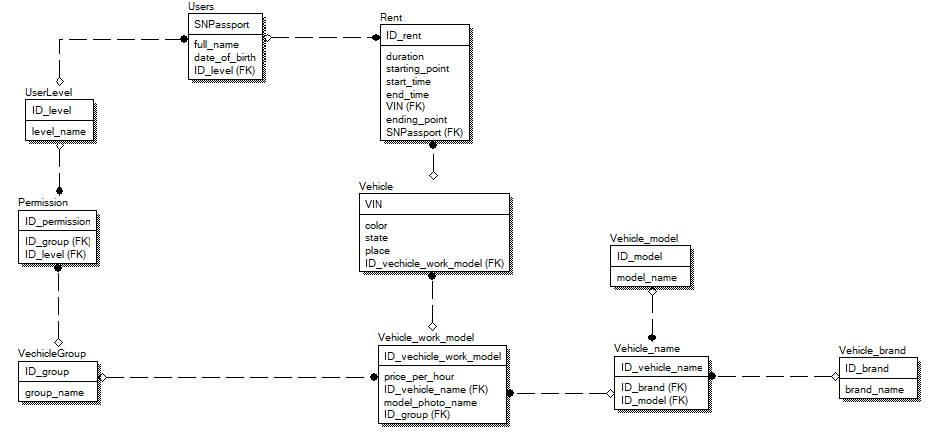 Users
SNPassport
full_name
date_of_birth
ID_level (FK)
Rent
ID_rent
duration
starting_point
start_time
end_time
VIN (FK)
ending_point
SNPassport (FK)
UserLevel
ID_level
level_name
Permission
ID_permission
ID_group (FK)
ID_level (FK)
Vehicle
VIN
color
state
place
ID_vechicle_work_model (FK)
Vehicle_model
ID_model
model_name
VechicleGroup
ID_group
group_name
Vehicle_work_model
ID_vechicle_work_model
price_per_hour
ID_vehicle_name (FK)
model_photo_name
ID_group (FK)
Vehicle_name
ID_vehicle_name
ID_brand (FK)
ID_model (FK)
Vehicle_brand
ID_brand
brand_name